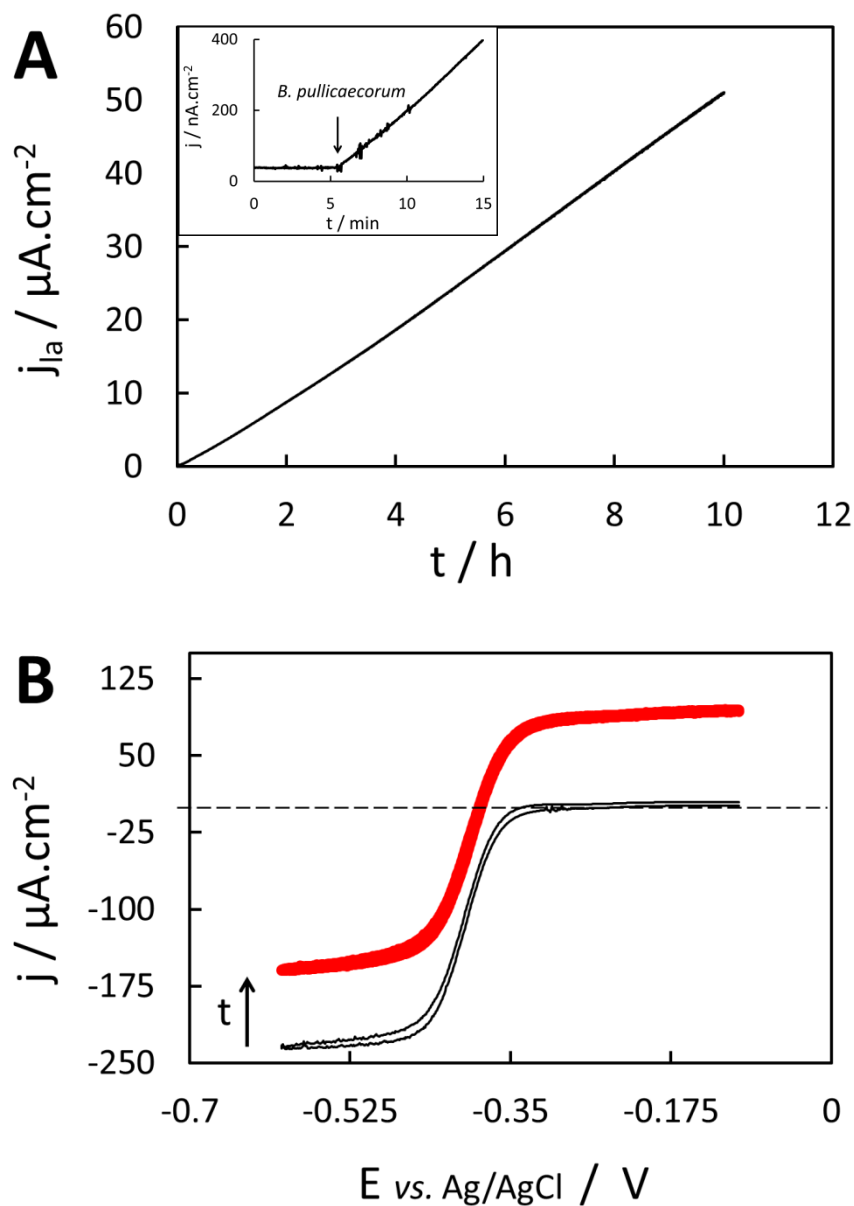 A
60
50
40
30
20
10
0
j_la / μA.cm⁻²
0 2 4 6 8 10 12
t / h
400
200
0
j / nA.cm⁻²
B. pullicaecorum
0 5 10 15
t / min
B
125
50
-25
-100
-175
-250
j / μA.cm⁻²
t
-0.7 -0.525 -0.35 -0.175 0
E vs. Ag/AgCl / V